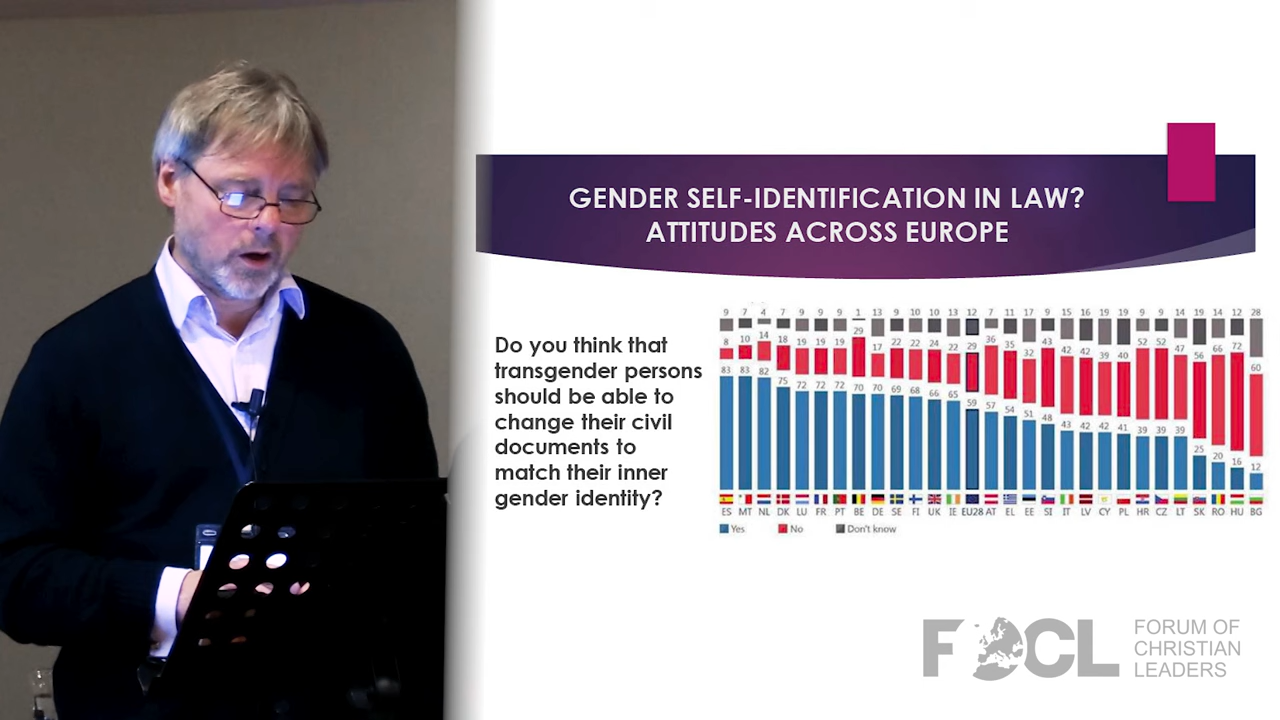 GENDER SELF-IDENTIFICATION IN LAW?
ATTITUDES ACROSS EUROPE
Do you think that
transgender persons
should be able to
change their civil
documents to
match their inner
gender identity?
9 7 4 7 9 9 9 1 13 9 10 10 13 12 7 11 17 9 15 16 19 19 9 9 14 19 14 12 28
8 10 14 18 19 19 19 29 17 22 22 24 22 29 36 35 32 43 42 42 39 40 52 52 47 56 66 72 60
83 83 82 75 72 72 72 70 70 69 68 66 65 59 57 54 51 48 43 42 42 41 39 39 39 25 20 16 12
ES MT NL DK LU FR PT BE DE SE FI UK IE EU28 AT EL EE SI IT LV CY PL HR CZ LT SK RO HU BG
Yes No Don't know
FOCL
FORUM OF
CHRISTIAN
LEADERS